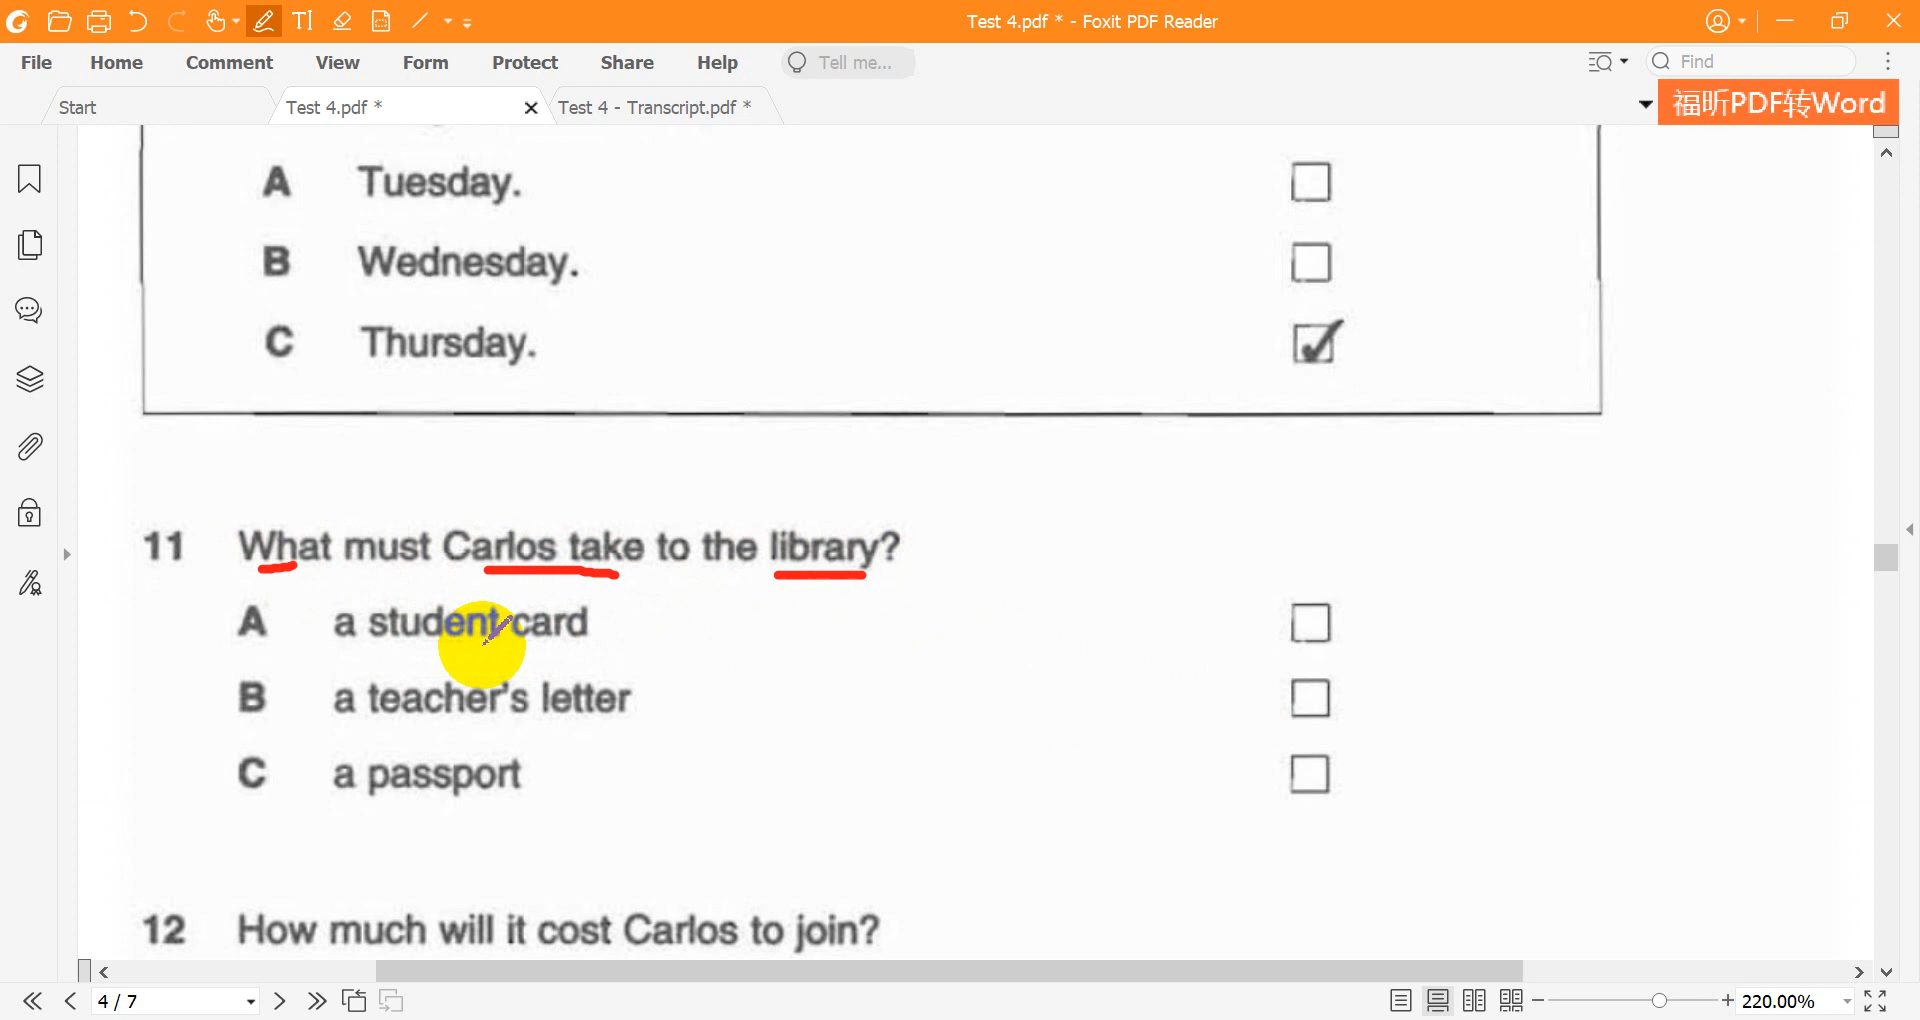 Test 4.pdf * - Foxit PDF Reader
File Home Comment View Form Protect Share Help Tell me... Find
Start Test 4.pdf * Test 4 - Transcript.pdf * 福昕PDF转Word
A Tuesday.
B Wednesday.
C Thursday.
11 What must Carlos take to the library?
A a student card
B a teacher's letter
C a passport
12 How much will it cost Carlos to join?
4 / 7 220.00%